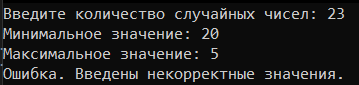 Введите количество случайных чисел: 23
Минимальное значение: 20
Максимальное значение: 5
Ошибка. Введены некорректные значения.